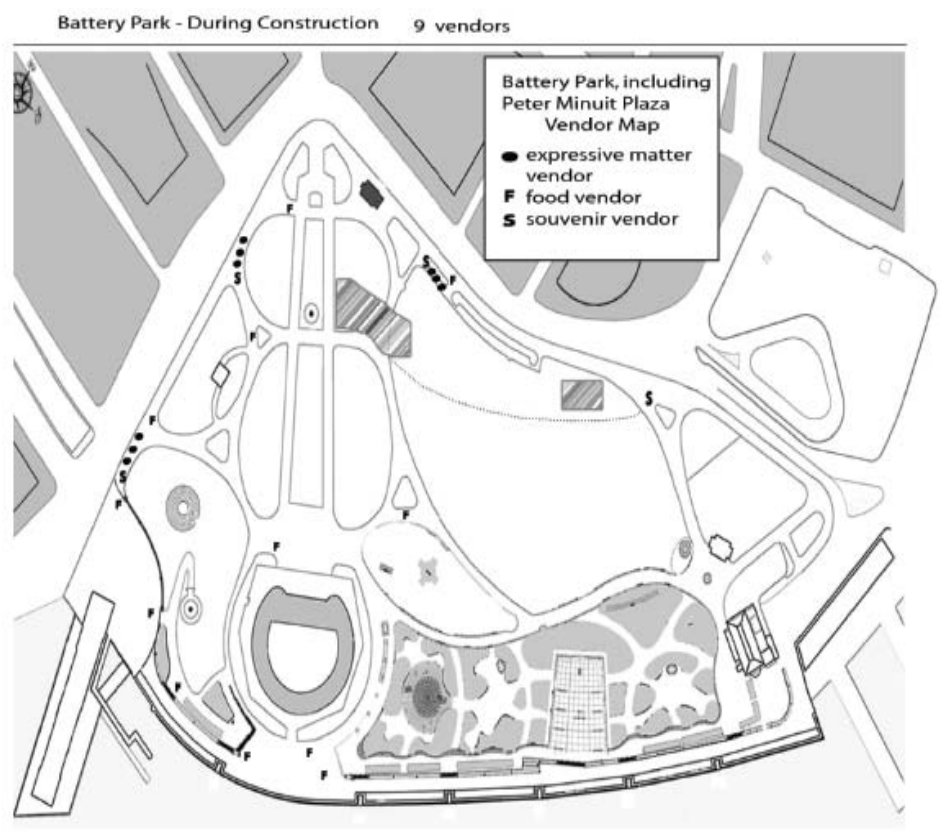 Battery Park - During Construction 9 vendors
Battery Park, including
Peter Minuit Plaza
Vendor Map
expressive matter
vendor
F food vendor
S souvenir vendor
F
S
S F
F
S
F
S
F
F
F
F
F
F
F
F